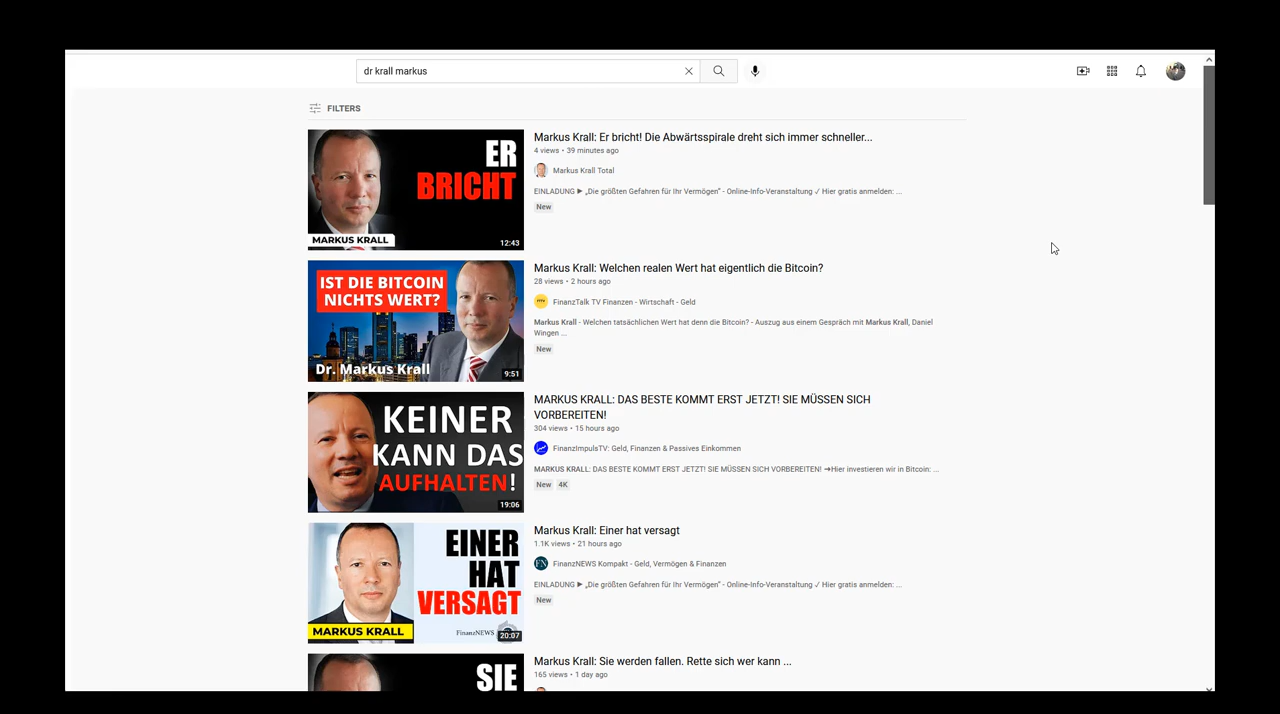 dr krall markus
FILTERS
ER
BRICHT
MARKUS KRALL
12:43
Markus Krall: Er bricht! Die Abwärtsspirale dreht sich immer schneller...
4 views • 39 minutes ago
Markus Krall Total
EINLADUNG ► „Die größten Gefahren für Ihr Vermögen" - Online-Info-Veranstaltung ✓ Hier gratis anmelden: ...
New
IST DIE BITCOIN
NICHTS WERT?
Dr. Markus Krall
9:51
Markus Krall: Welchen realen Wert hat eigentlich die Bitcoin?
28 views • 2 hours ago
FinanzTalk TV Finanzen - Wirtschaft - Geld
Markus Krall - Welchen tatsächlichen Wert hat denn die Bitcoin? - Auszug aus einem Gespräch mit Markus Krall, Daniel
Wingen ...
New
KEINER
KANN DAS
AUFHALTEN!
19:06
MARKUS KRALL: DAS BESTE KOMMT ERST JETZT! SIE MÜSSEN SICH
VORBEREITEN!
304 views • 15 hours ago
FinanzImpulsTV: Geld, Finanzen & Passives Einkommen
MARKUS KRALL: DAS BESTE KOMMT ERST JETZT! SIE MÜSSEN SICH VORBEREITEN! ➔Hier investieren wir in Bitcoin: ...
New 4K
EINER
HAT
VERSAGT
MARKUS KRALL
FinanzNEWS
20:07
Markus Krall: Einer hat versagt
1.1K views • 21 hours ago
FN
FinanzNEWS Kompakt - Geld, Vermögen & Finanzen
EINLADUNG ► „Die größten Gefahren für Ihr Vermögen" - Online-Info-Veranstaltung ✓ Hier gratis anmelden: ...
New
SIE
Markus Krall: Sie werden fallen. Rette sich wer kann ...
165 views • 1 day ago